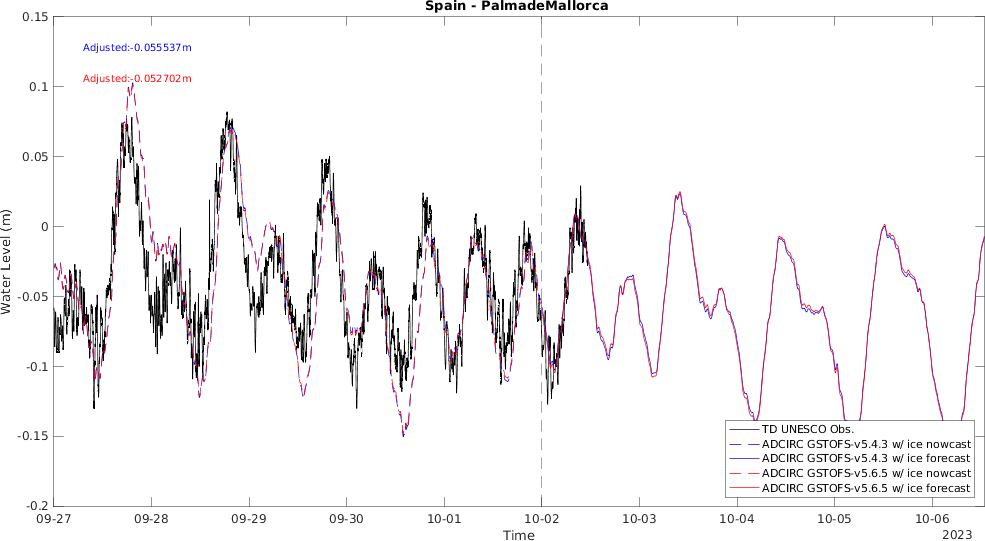 Spain - PalmadeMallorca
0.15
0.1
0.05
0
-0.05
-0.1
-0.15
-0.2
Water Level (m)
Adjusted:-0.055537m
Adjusted:-0.052702m
TD UNESCO Obs.
ADCIRC GSTOFS-v5.4.3 w/ ice nowcast
ADCIRC GSTOFS-v5.4.3 w/ ice forecast
ADCIRC GSTOFS-v5.6.5 w/ ice nowcast
ADCIRC GSTOFS-v5.6.5 w/ ice forecast
09-27 09-28 09-29 09-30 10-01 10-02 10-03 10-04 10-05 10-06
Time
2023